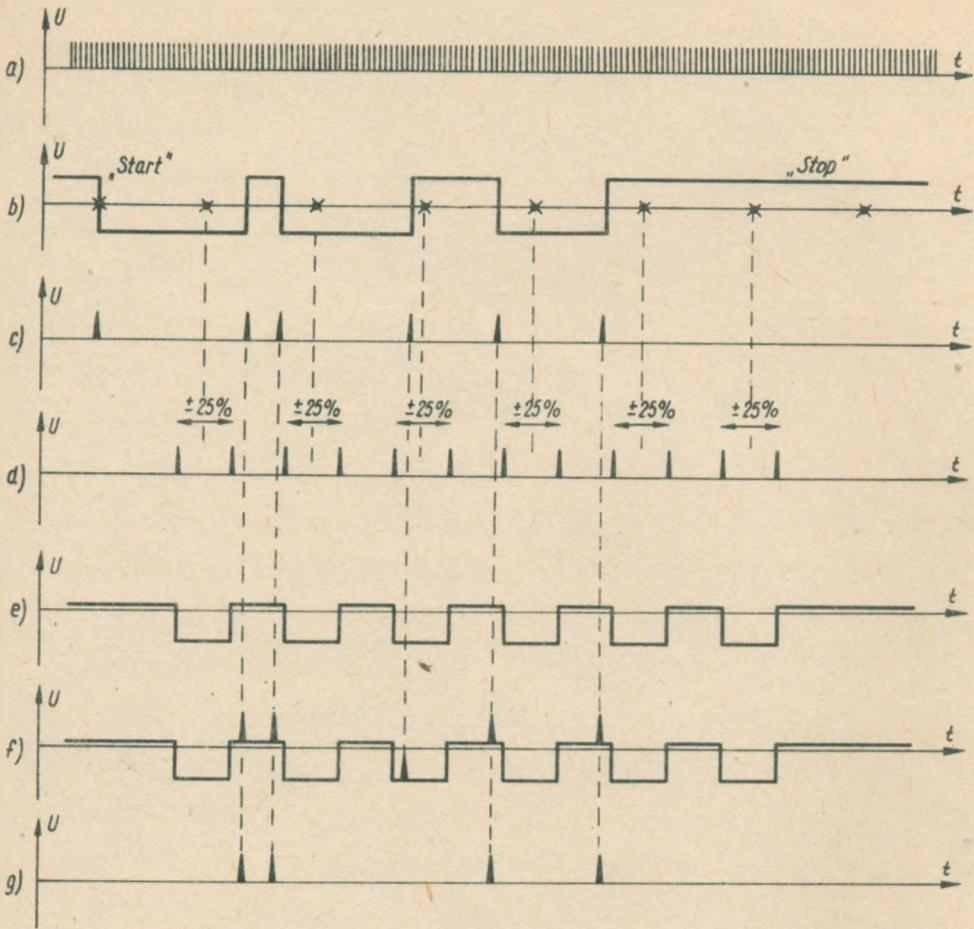 U
a) t
U
„Start“ „Stop“
b) t
U
c) t
U ±25% ±25% ±25% ±25% ±25% ±25%
d) t
U
e) t
U
f) t
U
g) t